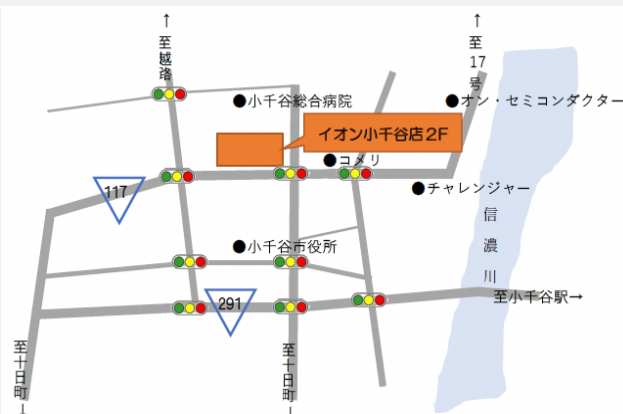 ↑至越路
↑至17号
●小千谷総合病院
●オン・セミコンダクター
イオン小千谷店2F
●コメリ
117
●チャレンジャー
信濃川
●小千谷市役所
291
至小千谷駅→
至十日町↓
至十日町↓